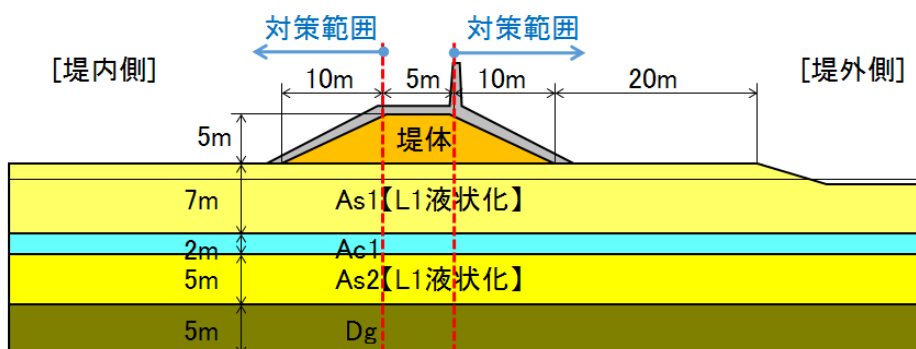 対策範囲 対策範囲
[堤内側] [堤外側]
10m 5m 10m 20m
5m 堤体
7m As1【L1液状化】
2m Ac1
5m As2【L1液状化】
5m Dg